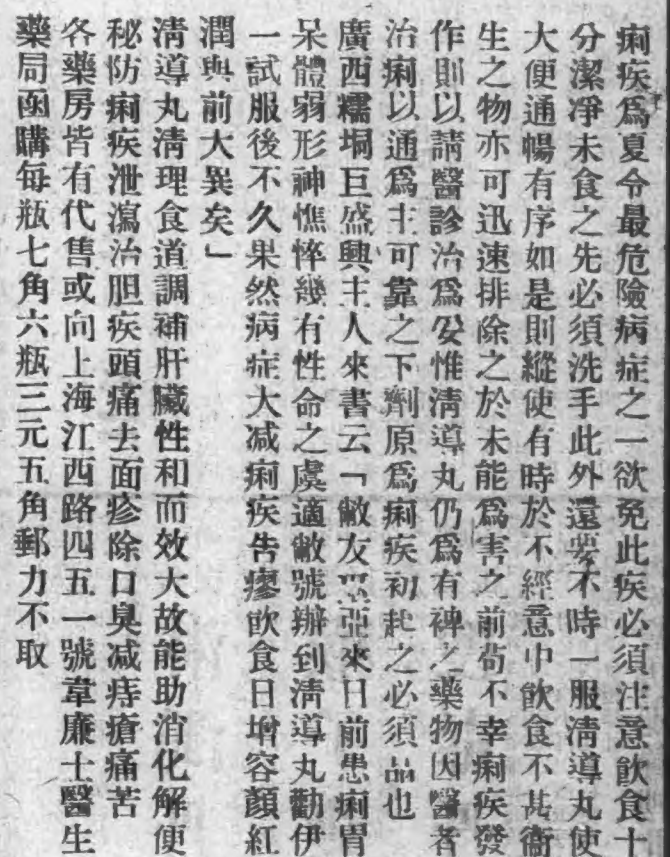 痢疾爲夏令最危險病症之一欲免此疾必須注意飲食十
分潔淨未食之先必須洗手此外還要不時一服清導丸使
大便通暢有序如是則縱使有時於不經意中飲食不甚衞
生之物亦可迅速排除之於未能爲害之前苟不幸痢疾發
作則以請醫診治爲妥惟清導丸仍爲有裨之藥物因醫者
治痢以通爲主可靠之下劑原爲痢疾初起之必須品也
廣西糯垌巨盛興主人來書云「敝友 亞來日前患痢胃
呆體弱形神憔悴幾有性命之虞適敝號辦到清導丸勸伊
一試服後不久果然病症大減痢疾告瘳飲食日增容顏紅
潤與前大異矣」
清導丸清理食道調補肝臟性和而效大故能助消化解便
秘防痢疾泄瀉治胆疾頭痛去面疹除口臭減痔瘡痛苦
各藥房皆有代售或向上海江西路四五一號韋廉士醫生
藥局函購每瓶七角六瓶三元五角郵力不取